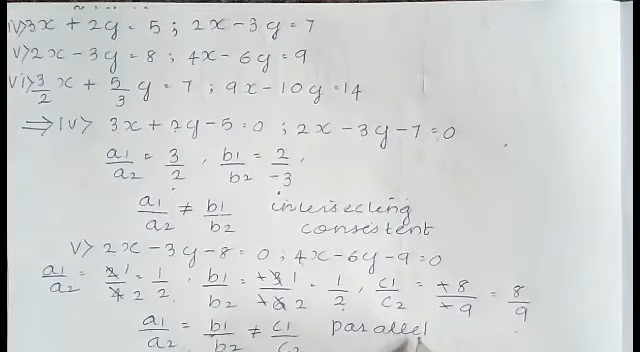 iv> 3x + 2y = 5 ; 2x - 3y = 7
v> 2x - 3y = 8 ; 4x - 6y = 9
vi> 3/2 x + 5/3 y = 7 ; 9x - 10y = 14
⇒ iv> 3x + 2y - 5 = 0 ; 2x - 3y - 7 = 0
a1/a2 = 3/2 , b1/b2 = 2/-3 ,
a1/a2 ≠ b1/b2 intersecting
consistent
v> 2x - 3y - 8 = 0 ; 4x - 6y - 9 = 0
a1/a2 = 2 1/4 2 = 1/2 , b1/b2 = +3 1/+6 2 = 1/2 , c1/c2 = +8/+9 = 8/9
a1/a2 = b1/b2 ≠ c1/c2 parallel